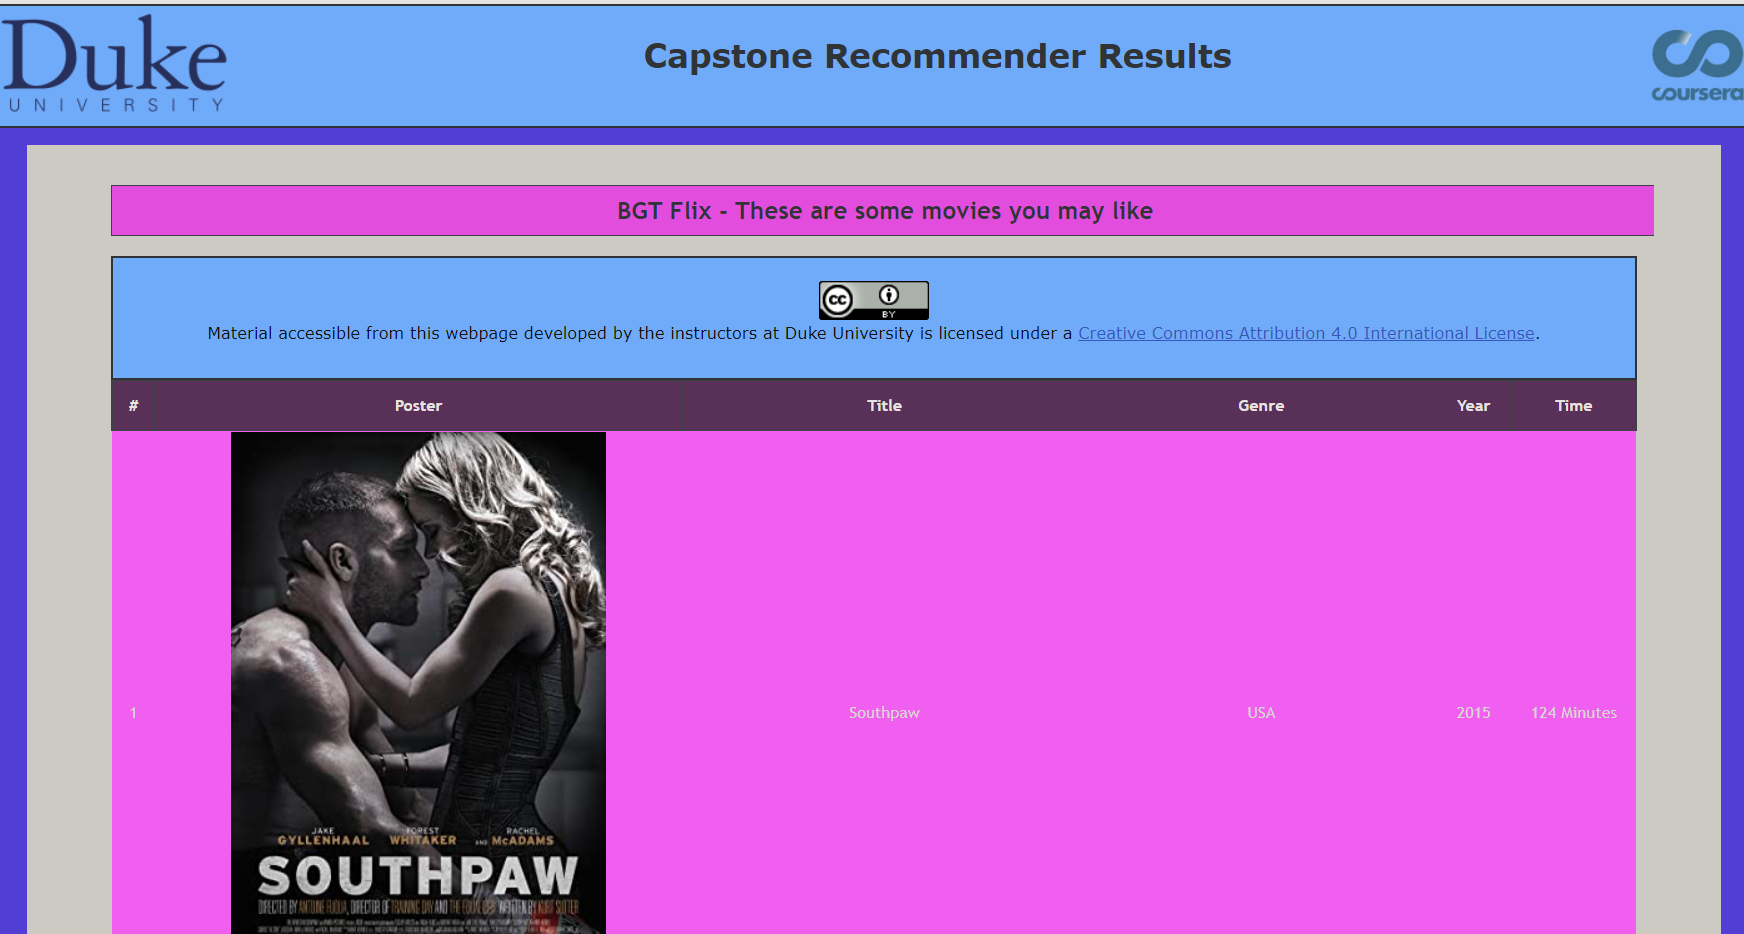 Duke
UNIVERSITY
Capstone Recommender Results
coursera
BGT Flix - These are some movies you may like
cc
BY
Material accessible from this webpage developed by the instructors at Duke University is licensed under a Creative Commons Attribution 4.0 International License.
# Poster Title Genre Year Time
1 Southpaw USA 2015 124 Minutes
JAKE GYLLENHAAL FOREST WHITAKER AND RACHEL McADAMS
SOUTHPAW
DIRECTED BY ANTOINE FUQUA, DIRECTOR OF TRAINING DAY AND THE EQUALIZER WRITTEN BY KURT SUTTER